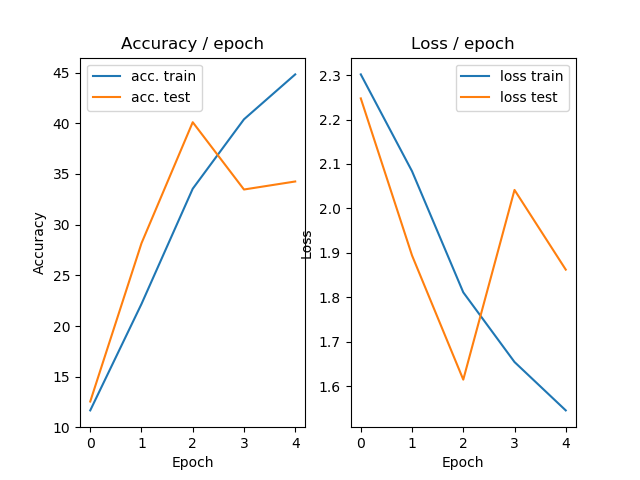 Accuracy / epoch
acc. train
acc. test
45
40
35
30
25
20
15
10
Accuracy
0 1 2 3 4
Epoch
Loss / epoch
loss train
loss test
2.3
2.2
2.1
2.0
1.9
1.8
1.7
1.6
Loss
0 1 2 3 4
Epoch